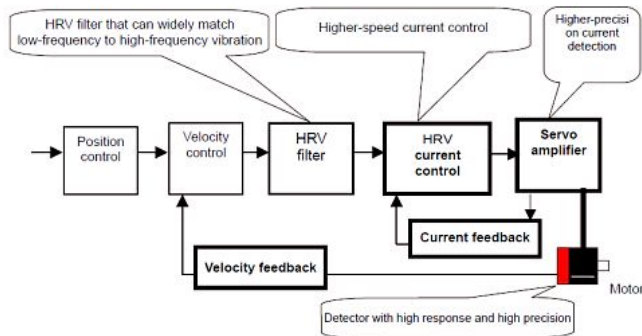 HRV filter that can widely match
low-frequency to high-frequency vibration
Higher-speed current control
Higher-precisi
on current
detection
Position
control
Velocity
control
HRV
filter
HRV
current
control
Servo
amplifier
Current feedback
Velocity feedback
Motor
Detector with high response and high precision